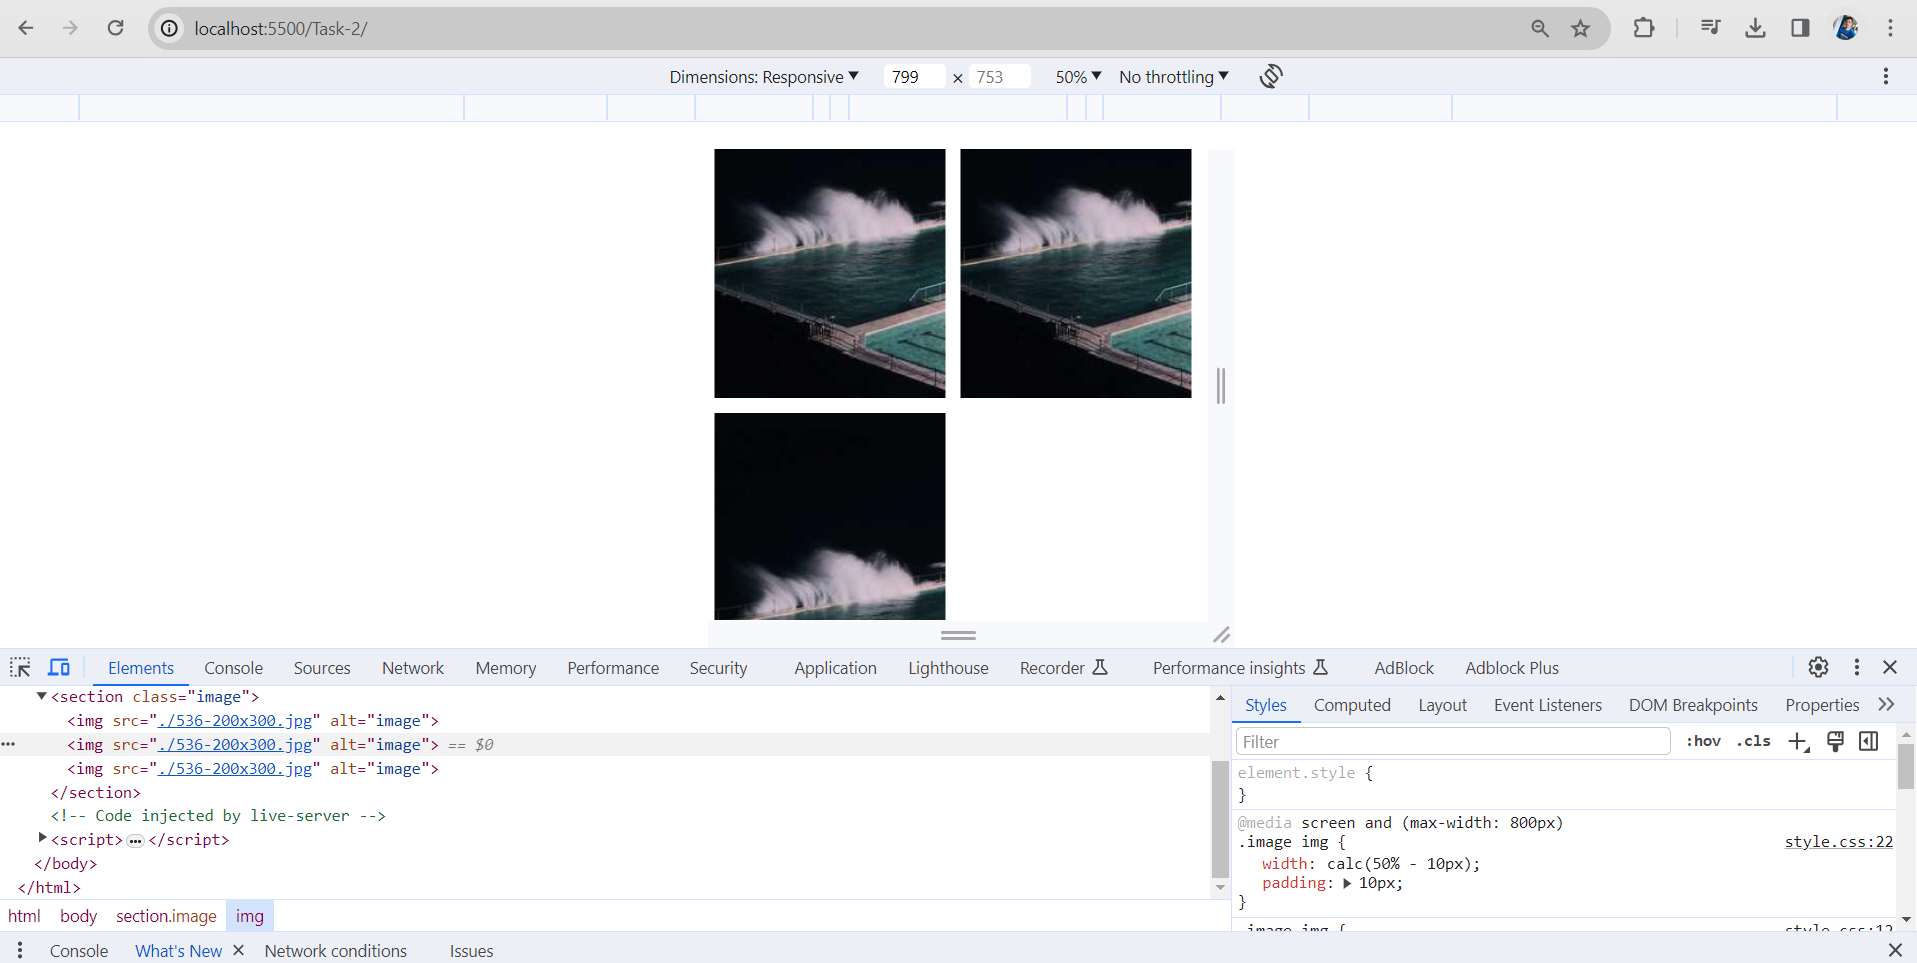 localhost:5500/Task-2/
Dimensions: Responsive 799 × 753 50% No throttling
Elements Console Sources Network Memory Performance Security Application Lighthouse Recorder Performance insights AdBlock Adblock Plus
<section class="image">
<img src="./536-200x300.jpg" alt="image">
<img src="./536-200x300.jpg" alt="image"> == $0
<img src="./536-200x300.jpg" alt="image">
</section>
<!-- Code injected by live-server -->
<script>…</script>
</body>
</html>
html body section.image img
Styles Computed Layout Event Listeners DOM Breakpoints Properties
Filter :hov .cls
element.style {
}
@media screen and (max-width: 800px)
.image img { style.css:22
width: calc(50% - 10px);
padding: 10px;
}
.image img { style.css:12
Console What's New Network conditions Issues